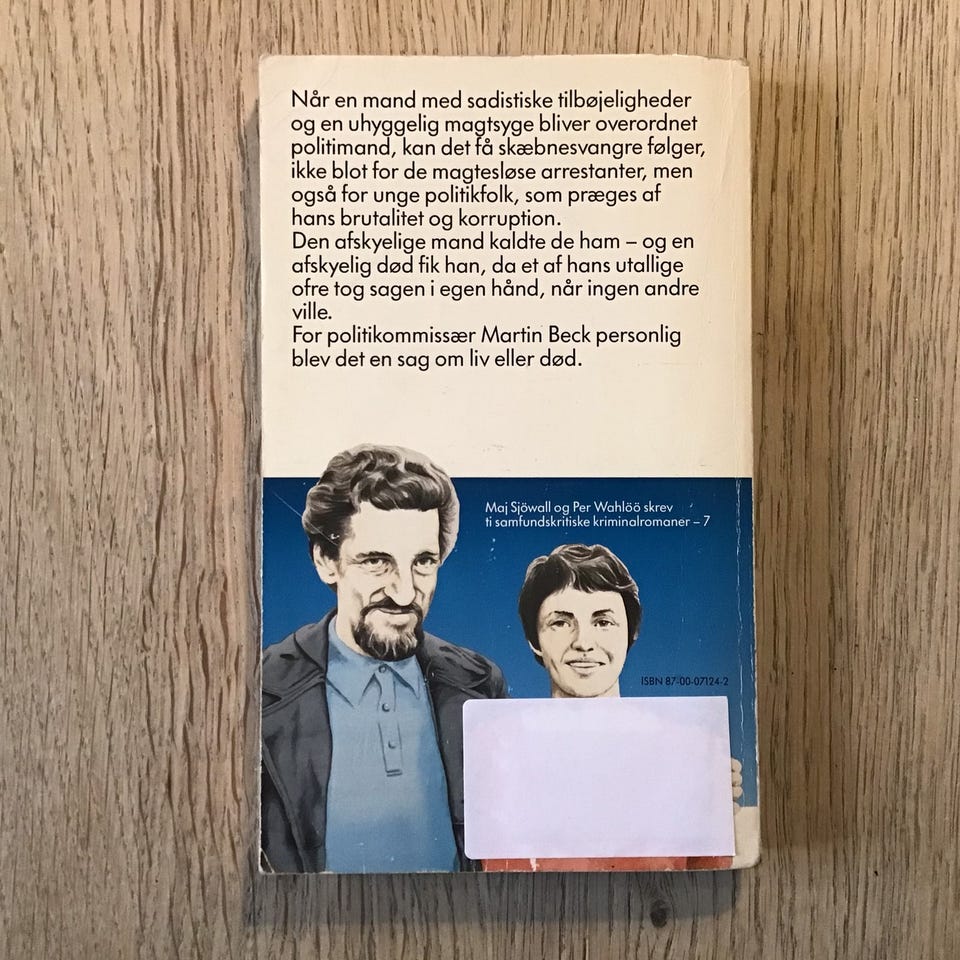 Når en mand med sadistiske tilbøjeligheder
og en uhyggelig magtsyge bliver overordnet
politimand, kan det få skæbnesvangre følger,
ikke blot for de magtesløse arrestanter, men
også for unge politikfolk, som præges af
hans brutalitet og korruption.
Den afskyelige mand kaldte de ham – og en
afskyelig død fik han, da et af hans utallige
ofre tog sagen i egen hånd, når ingen andre
ville.
For politikommissær Martin Beck personlig
blev det en sag om liv eller død.
Maj Sjöwall og Per Wahlöö skrev
ti samfundskritiske kriminalromaner – 7
ISBN 87-00-07124-2